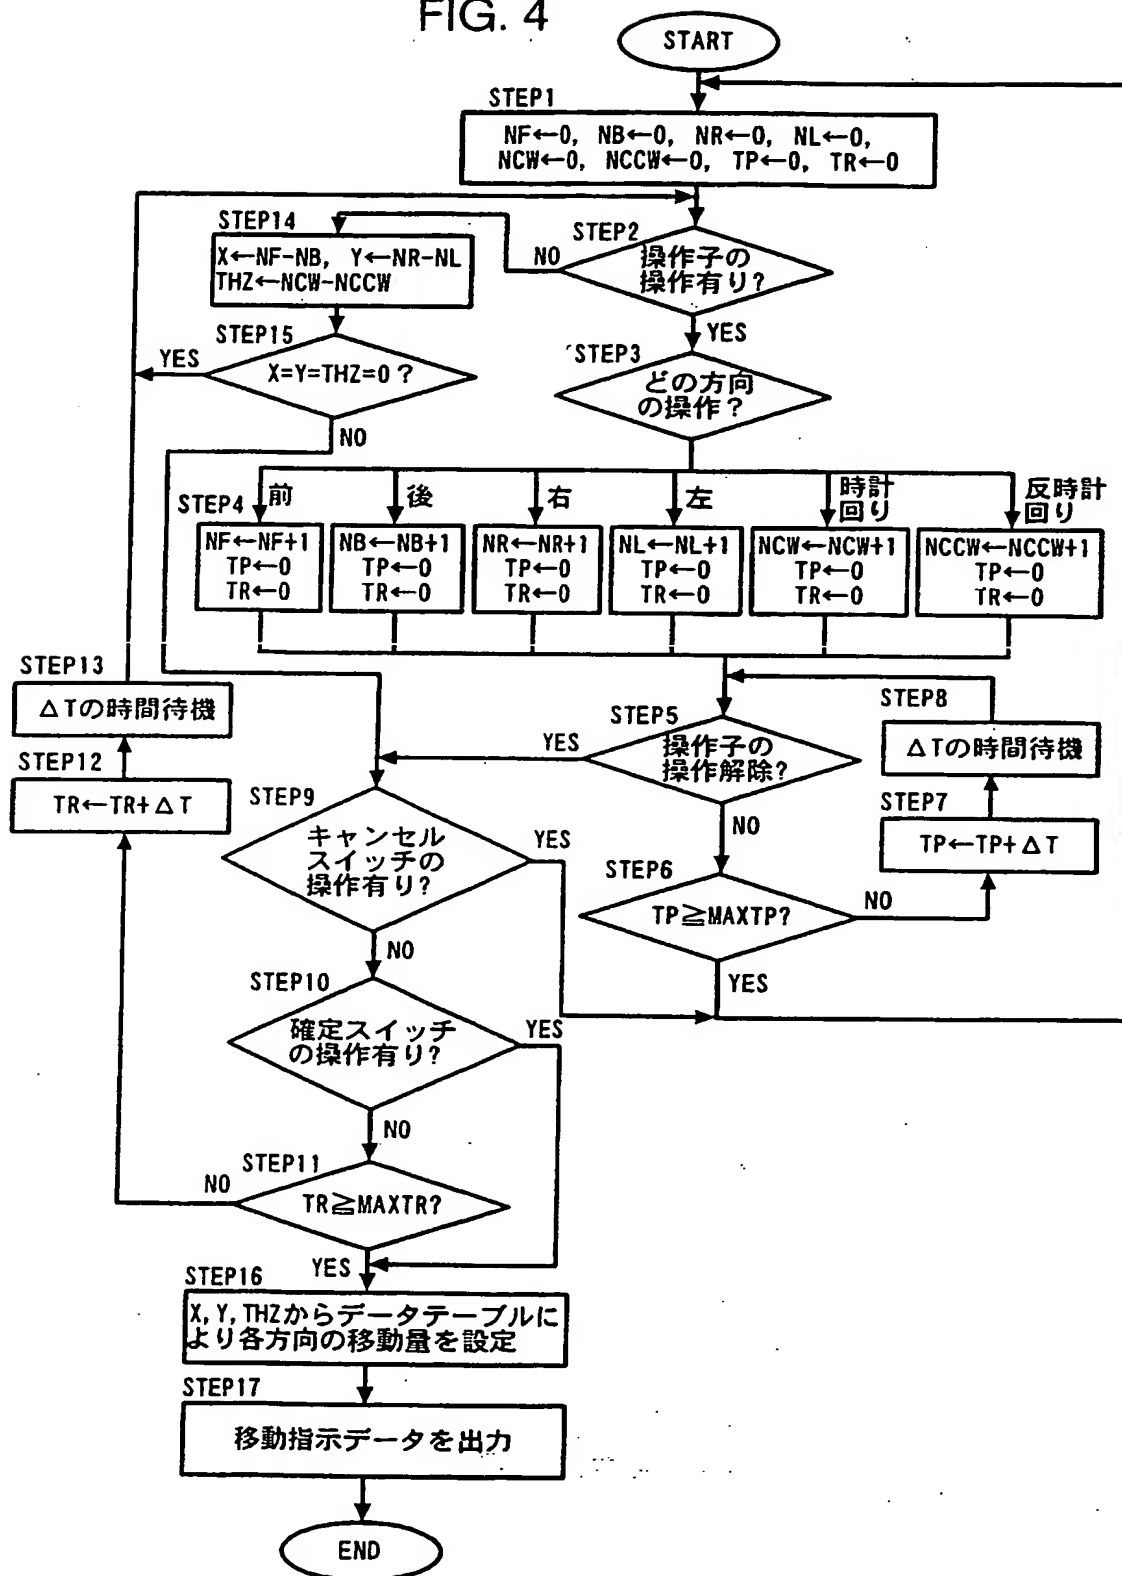 FIG. 4
START
STEP1
NF←0, NB←0, NR←0, NL←0,
NCW←0, NCCW←0, TP←0, TR←0
STEP14
X←NF-NB, Y←NR-NL
THZ←NCW-NCCW
STEP2
NO
操作子の
操作有り?
YES
STEP15
YES
X=Y=THZ=0?
NO
STEP3
どの方向
の操作?
STEP4
前
後
右
左
時計
回り
反時計
回り
NF←NF+1
TP←0
TR←0
NB←NB+1
TP←0
TR←0
NR←NR+1
TP←0
TR←0
NL←NL+1
TP←0
TR←0
NCW←NCW+1
TP←0
TR←0
NCCW←NCCW+1
TP←0
TR←0
STEP13
ΔTの時間待機
STEP12
TR←TR+ΔT
STEP5
YES
操作子の
操作解除?
NO
STEP8
ΔTの時間待機
STEP7
TP←TP+ΔT
STEP6
TP≧MAXTP?
NO
YES
STEP9
キャンセル
スイッチの
操作有り?
YES
NO
STEP10
確定スイッチ
の操作有り?
YES
NO
STEP11
NO
TR≧MAXTR?
YES
STEP16
X,Y,THZからデータテーブルに
より各方向の移動量を設定
STEP17
移動指示データを出力
END